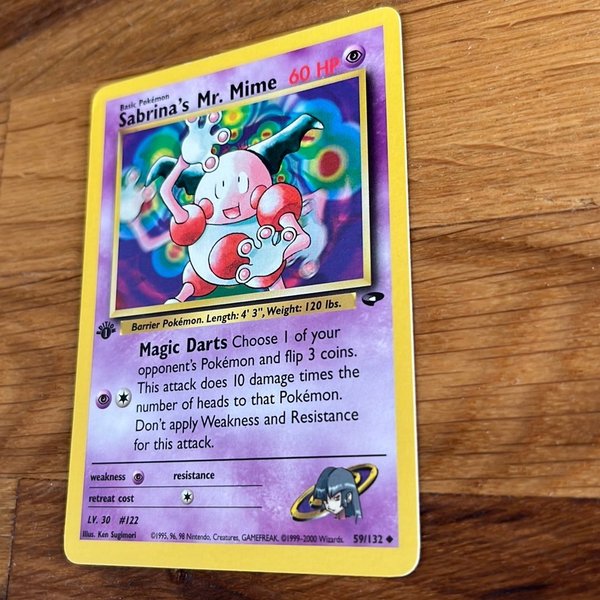 Basic Pokémon
Sabrina's Mr. Mime 60 HP
EDITION
1
Barrier Pokémon. Length: 4' 3", Weight: 120 lbs.
Magic Darts Choose 1 of your
opponent's Pokémon and flip 3 coins.
This attack does 10 damage times the
number of heads to that Pokémon.
Don't apply Weakness and Resistance
for this attack.
weakness resistance
retreat cost
LV. 30 #122
Illus. Ken Sugimori ©1995, 96, 98 Nintendo, Creatures, GAMEFREAK. ©1999-2000 Wizards. 59/132